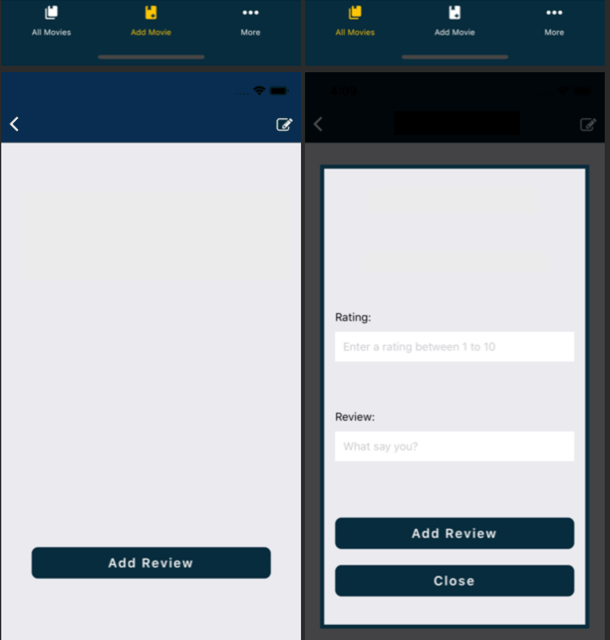 All Movies Add Movie More
All Movies Add Movie More
Add Review
Rating:
Enter a rating between 1 to 10
Review:
What say you?
Add Review
Close